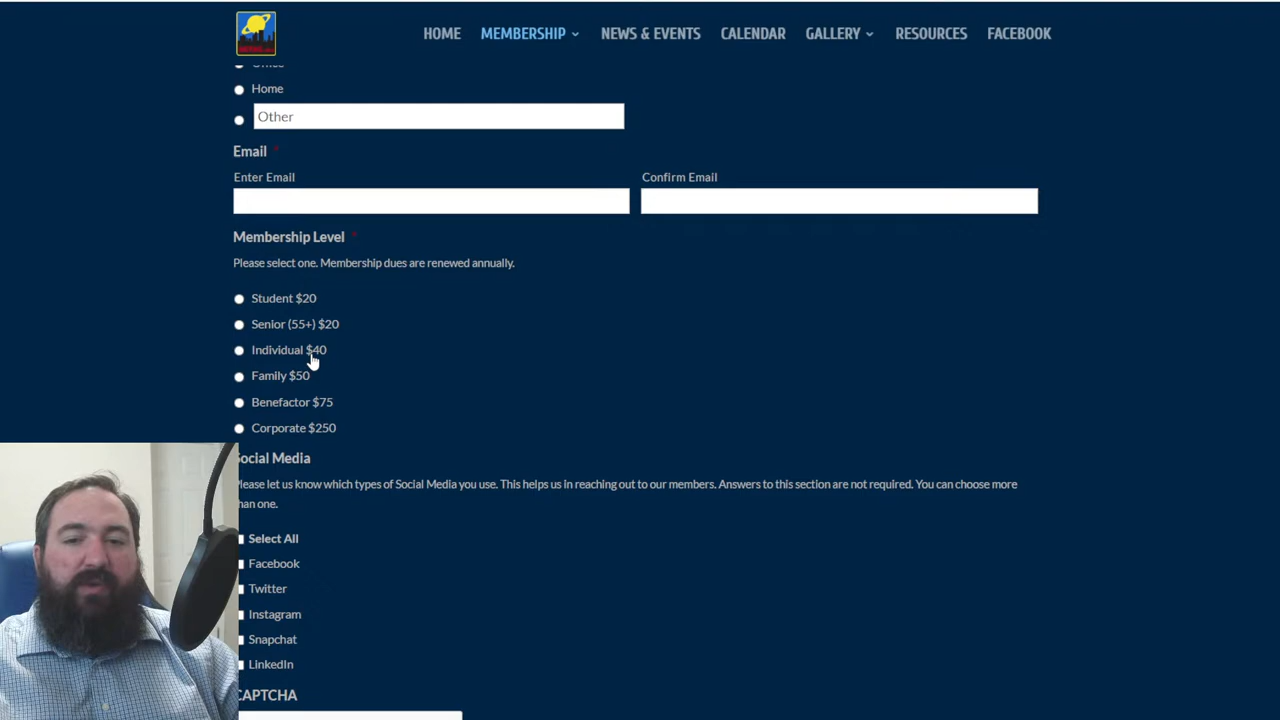 HOME MEMBERSHIP NEWS & EVENTS CALENDAR GALLERY RESOURCES FACEBOOK
Office
Home
Other
Email *
Enter Email Confirm Email
Membership Level *
Please select one. Membership dues are renewed annually.
Student $20
Senior (55+) $20
Individual $40
Family $50
Benefactor $75
Corporate $250
Social Media
Please let us know which types of Social Media you use. This helps us in reaching out to our members. Answers to this section are not required. You can choose more
than one.
Select All
Facebook
Twitter
Instagram
Snapchat
LinkedIn
CAPTCHA